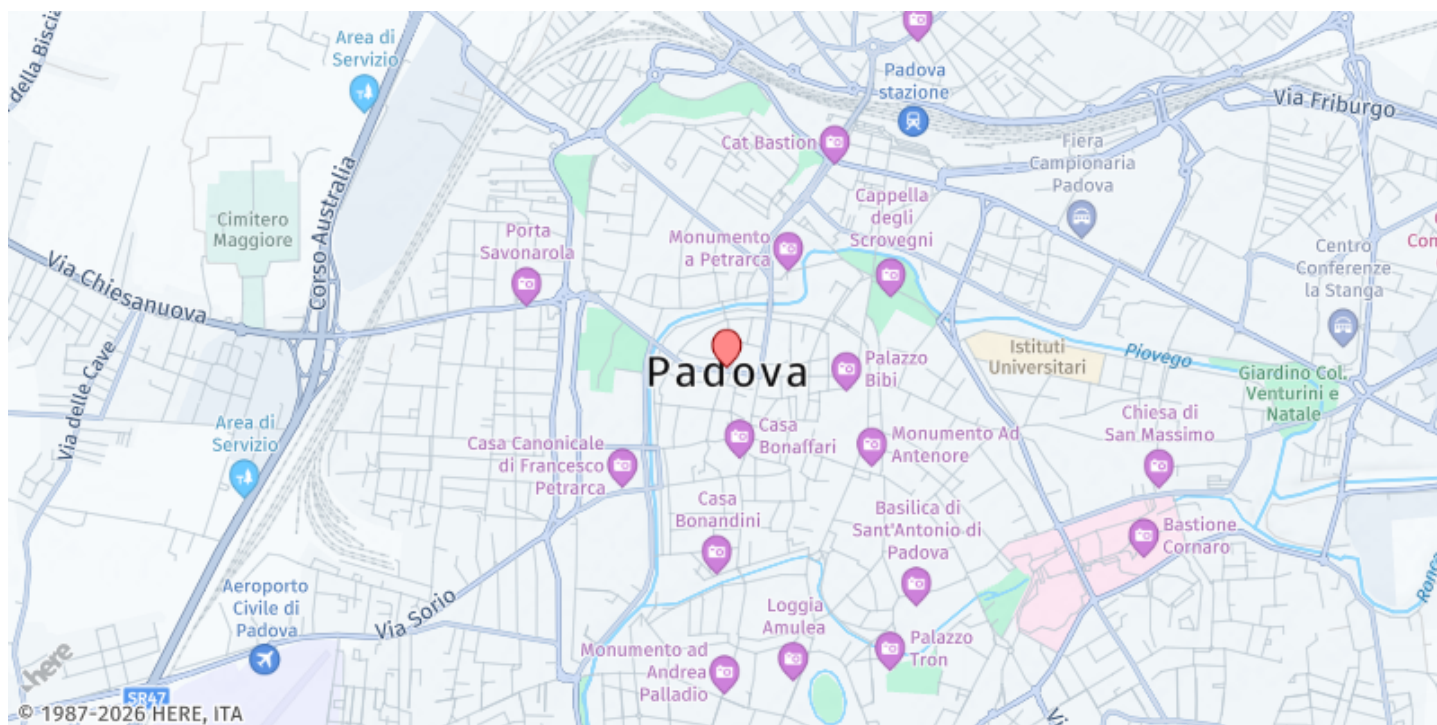 della Biscia
Area di
Servizio
Padova
stazione
Via Friburgo
Cat Bastion
Fiera
Campionaria
Padova
Cimitero
Maggiore
Corso Australia
Porta
Savonarola
Monumento
a Petrarca
Cappella
degli
Scrovegni
Centro
Conferenze
la Stanga
Via Chiesanuova
Padova
Palazzo
Bibi
Istituti
Universitari
Piovego
Giardino Col.
Venturini e
Natale
Via delle Cave
Area di
Servizio
Casa Canonicale
di Francesco
Petrarca
Casa
Bonaffari
Monumento Ad
Antenore
Chiesa di
San Massimo
Casa
Bonandini
Basilica di
Sant'Antonio di
Padova
Bastione
Cornaro
Aeroporto
Civile di
Padova
Via Sorio
Loggia
Amulea
Monumento ad
Andrea
Palladio
Palazzo
Tron
here
SR47
© 1987-2026 HERE, ITA